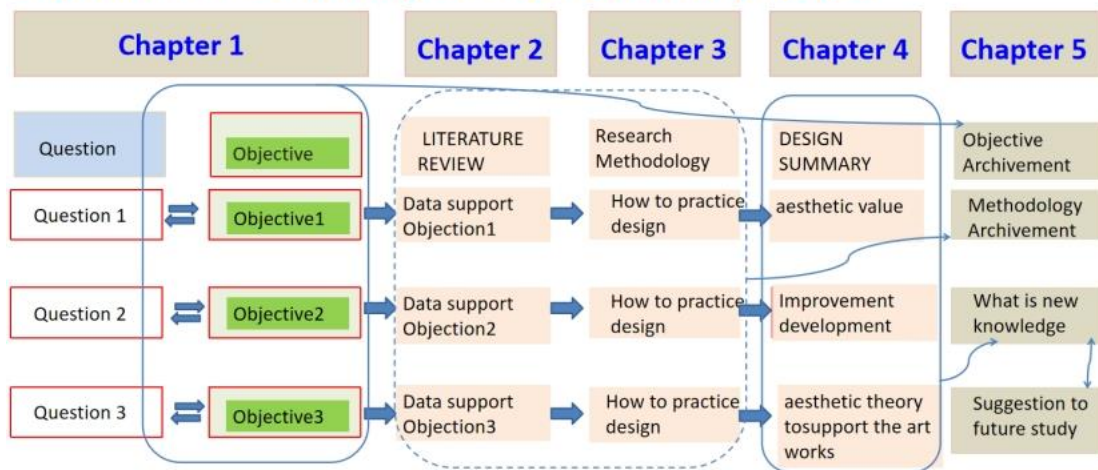 Chapter 1
Chapter 2
Chapter 3
Chapter 4
Chapter 5
Question
Objective
LITERATURE
REVIEW
Research
Methodology
DESIGN
SUMMARY
Objective
Archivement
Question 1
Objective1
Data support
Objection1
How to practice
design
aesthetic value
Methodology
Archivement
Question 2
Objective2
Data support
Objection2
How to practice
design
Improvement
development
What is new
knowledge
Question 3
Objective3
Data support
Objection3
How to practice
design
aesthetic theory
tosupport the art
works
Suggestion to
future study